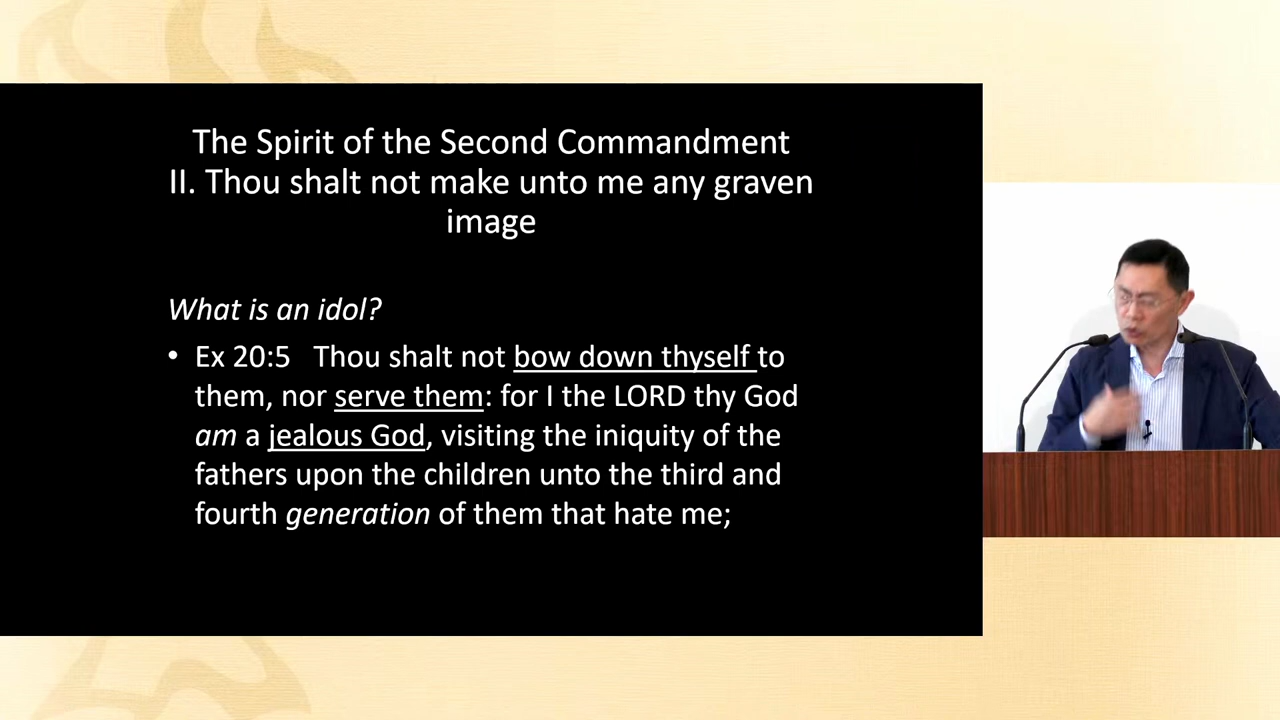 The Spirit of the Second Commandment
II. Thou shalt not make unto me any graven
image
What is an idol?
• Ex 20:5 Thou shalt not bow down thyself to
them, nor serve them: for I the LORD thy God
am a jealous God, visiting the iniquity of the
fathers upon the children unto the third and
fourth generation of them that hate me;